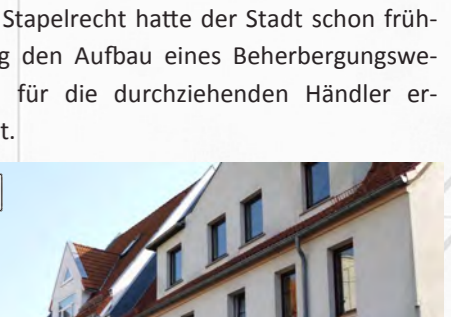 Stapelrecht hatte der Stadt schon früh-
g den Aufbau eines Beherbergungswe-
für die durchziehenden Händler er-
t.